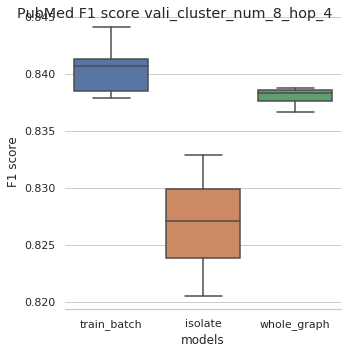 PubMed F1 score vali_cluster_num_8_hop_4
0.845
0.840
0.835
0.830
0.825
0.820
F1 score
train_batch isolate whole_graph
models